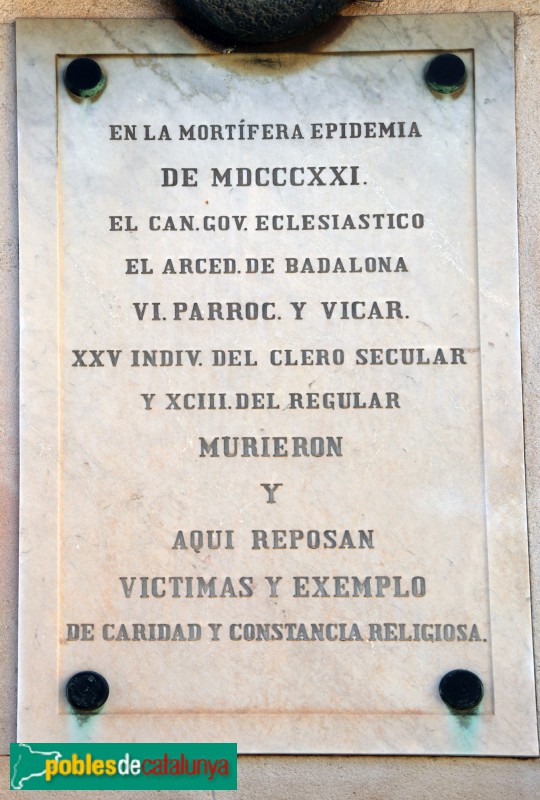 EN LA MORTÍFERA EPIDEMIA
DE MDCCCXXI.
EL CAN. GOV. ECLESIASTICO
EL ARCED. DE BADALONA
VI. PARROC. Y VICAR.
XXV INDIV. DEL CLERO SECULAR
Y XCIII. DEL REGULAR
MURIERON
Y
AQUI REPOSAN
VICTIMAS Y EXEMPLO
DE CARIDAD Y CONSTANCIA RELIGIOSA.
poblesdecatalunya